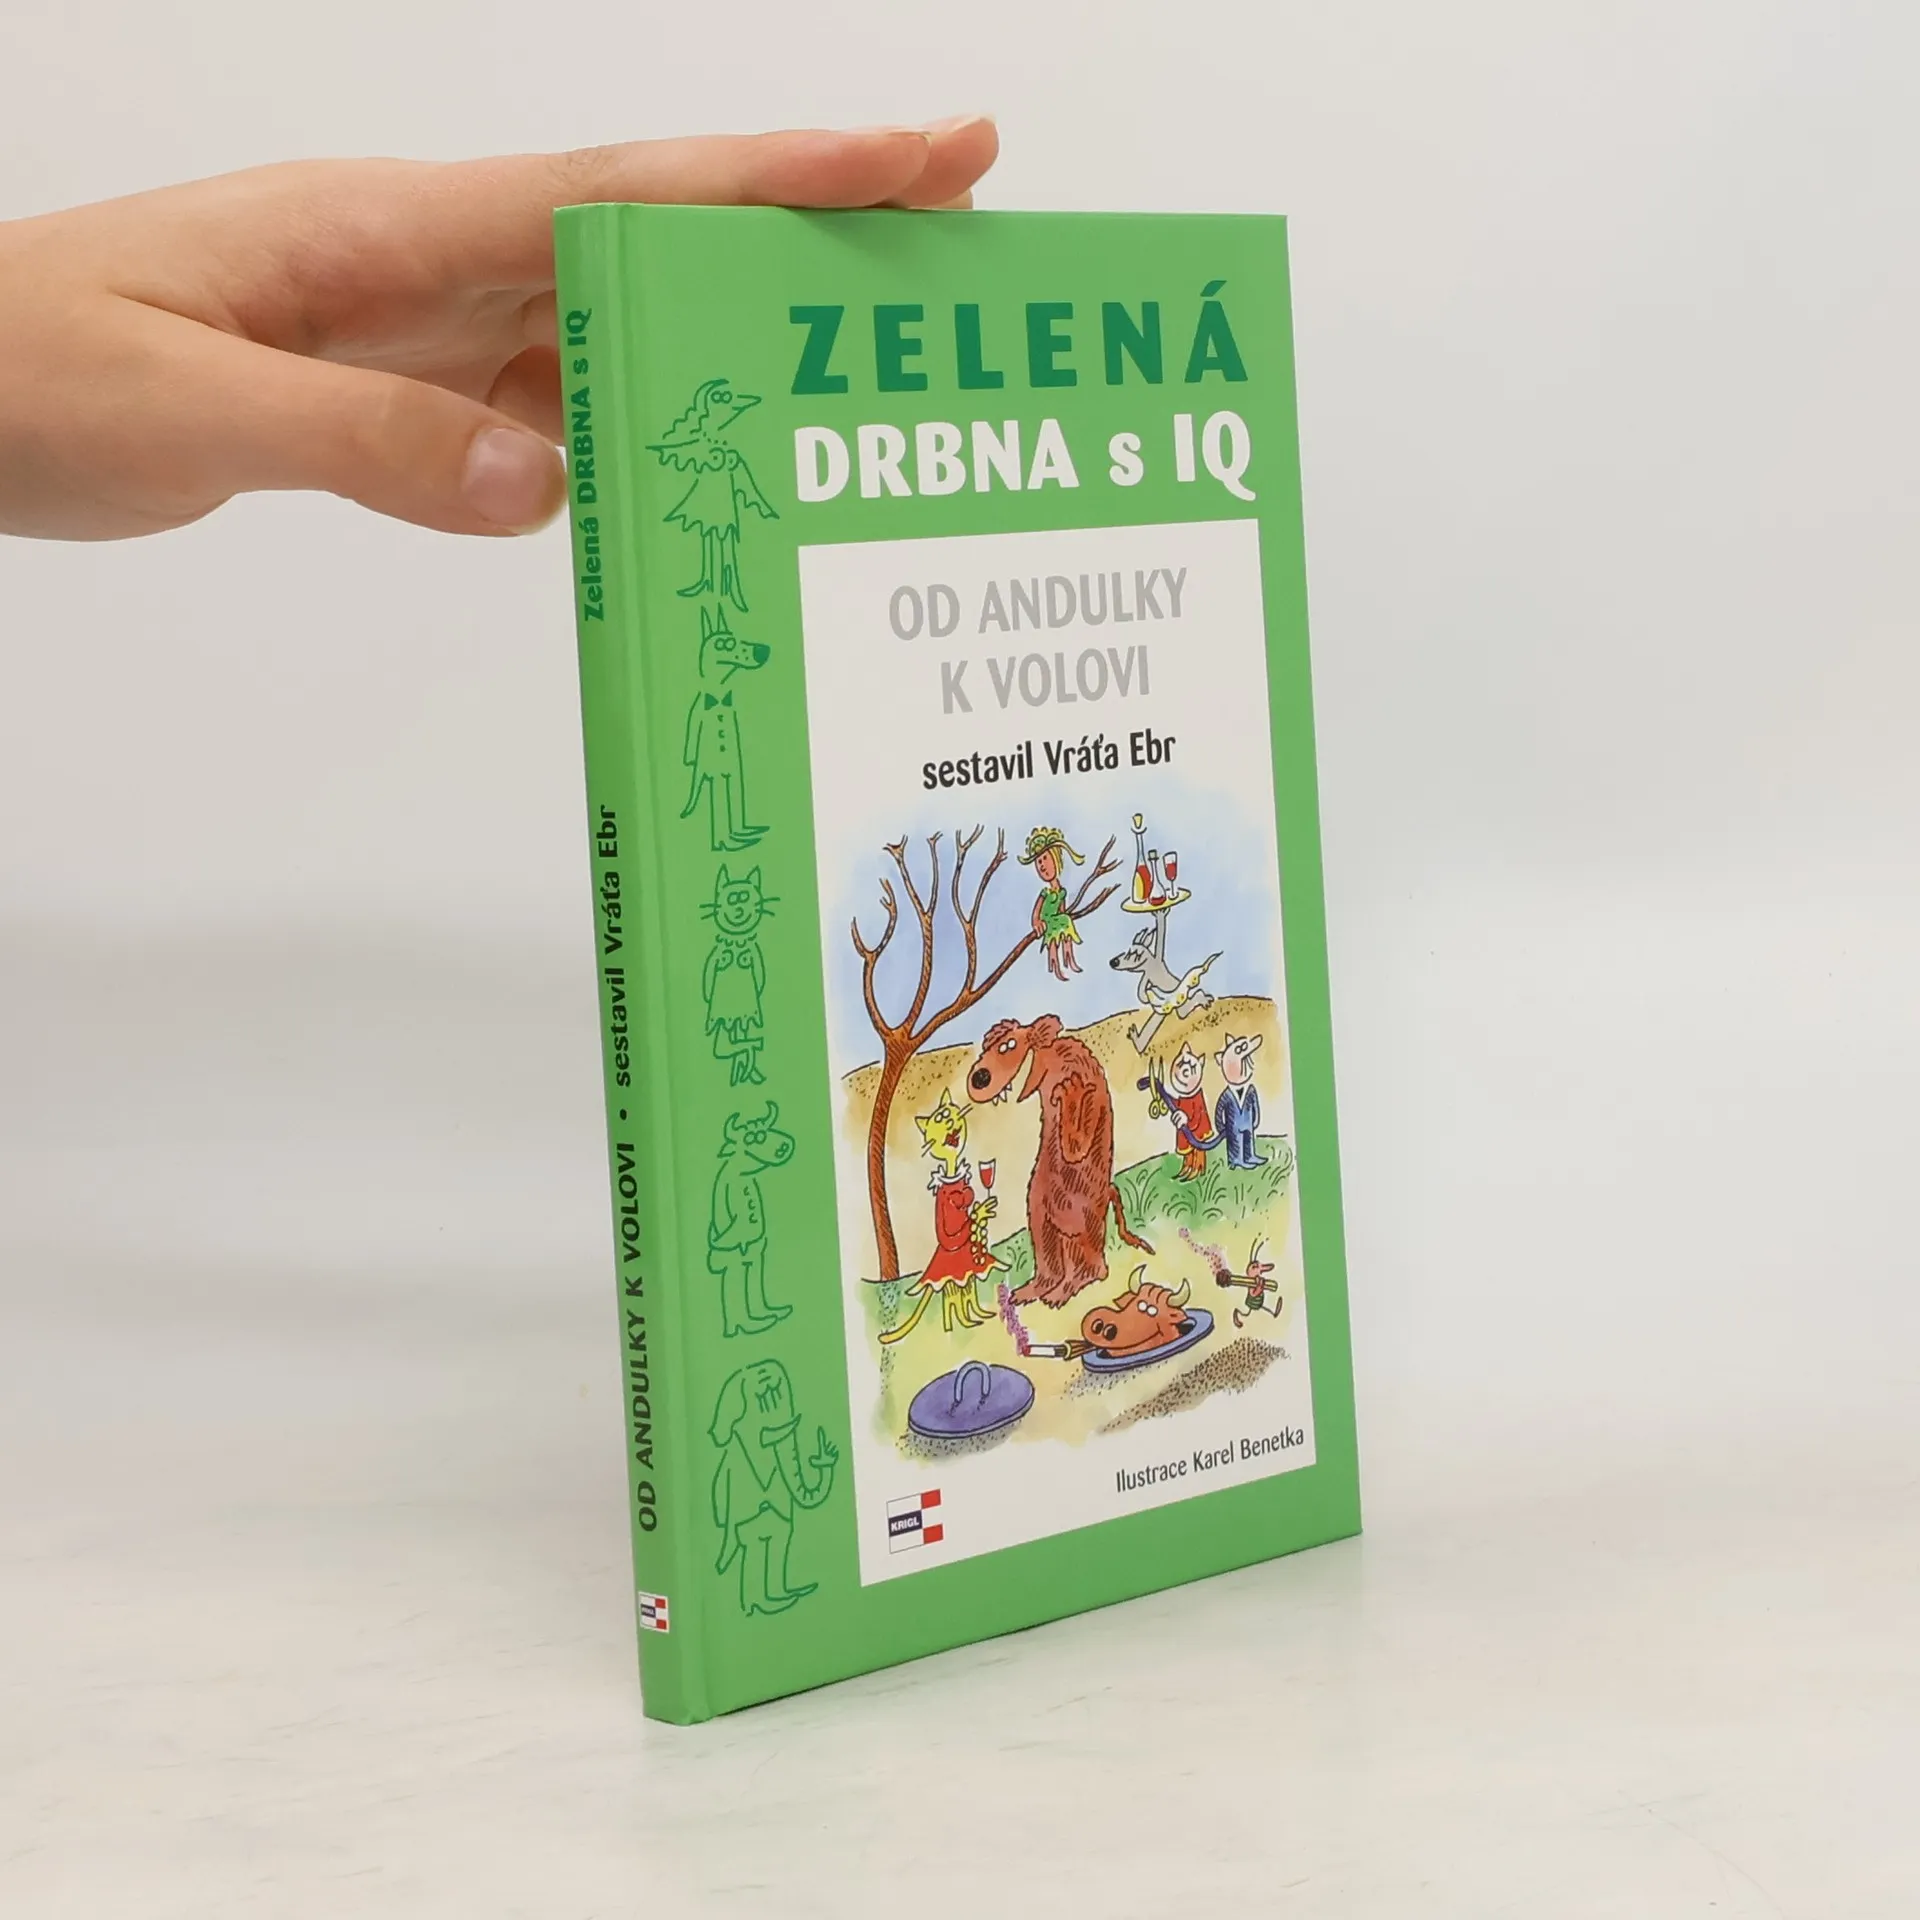 ZELENÁ
DRBNA s IQ
OD ANDULKY
K VOLOVI
sestavil Vráťa Ebr
Ilustrace Karel Benetka
KRIGL
Zelená DRBNA s IQ
OD ANDULKY K VOLOVI • sestavil Vráťa Ebr
KRIGL